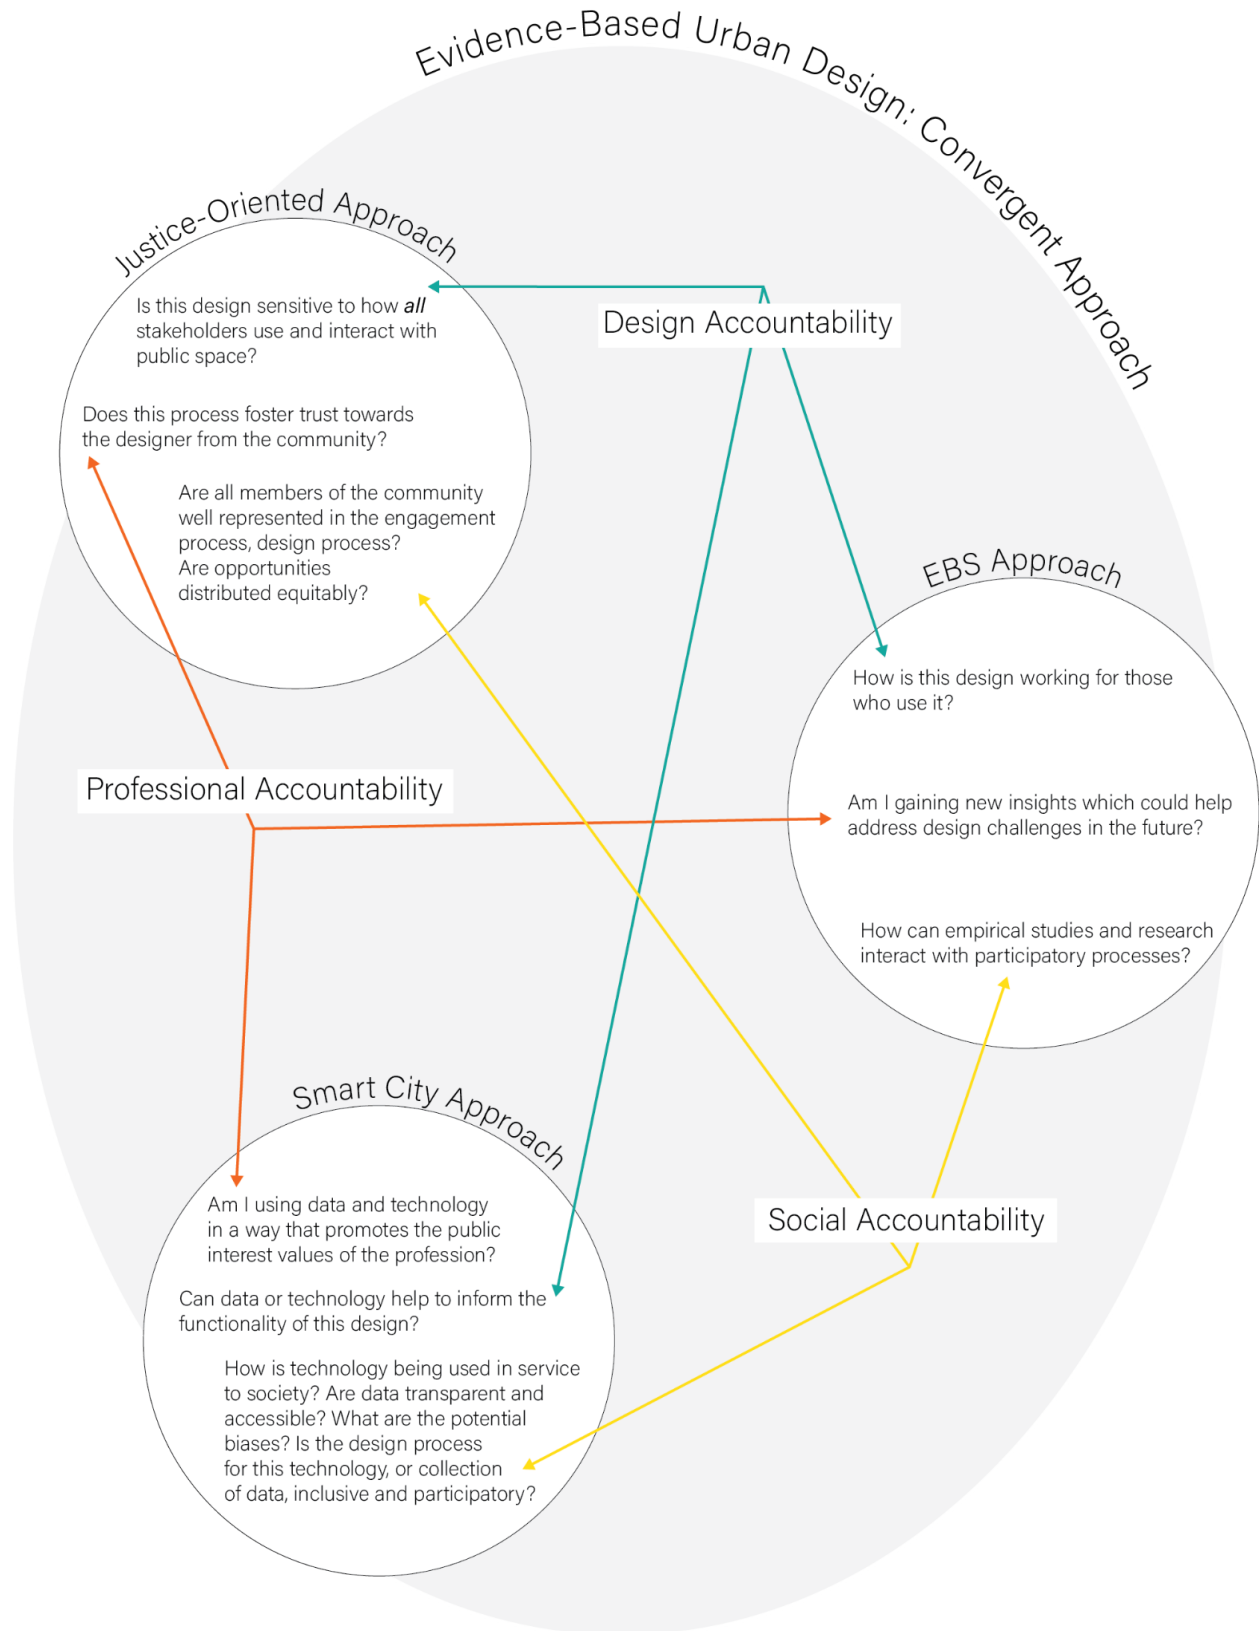 Evidence-Based Urban Design: Convergent Approach
Justice-Oriented Approach
Is this design sensitive to how all
stakeholders use and interact with
public space?
Does this process foster trust towards
the designer from the community?
Are all members of the community
well represented in the engagement
process, design process?
Are opportunities
distributed equitably?
Design Accountability
EBS Approach
How is this design working for those
who use it?
Am I gaining new insights which could help
address design challenges in the future?
How can empirical studies and research
interact with participatory processes?
Professional Accountability
Smart City Approach
Am I using data and technology
in a way that promotes the public
interest values of the profession?
Can data or technology help to inform the
functionality of this design?
How is technology being used in service
to society? Are data transparent and
accessible? What are the potential
biases? Is the design process
for this technology, or collection
of data, inclusive and participatory?
Social Accountability